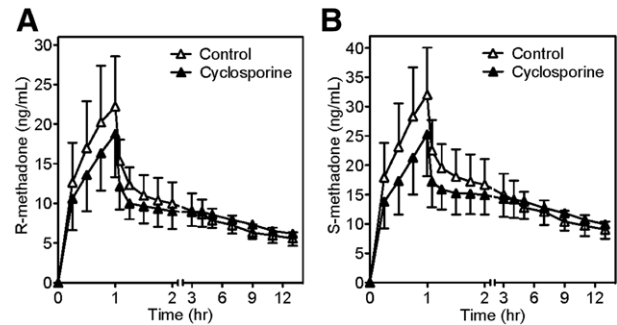 A
R-methadone (ng/mL)
30
25
20
15
10
5
0
Control
Cyclosporine
0 1 2 3 6 9 12
Time (hr)
B
S-methadone (ng/mL)
40
35
30
25
20
15
10
5
0
Control
Cyclosporine
0 1 2 3 6 9 12
Time (hr)